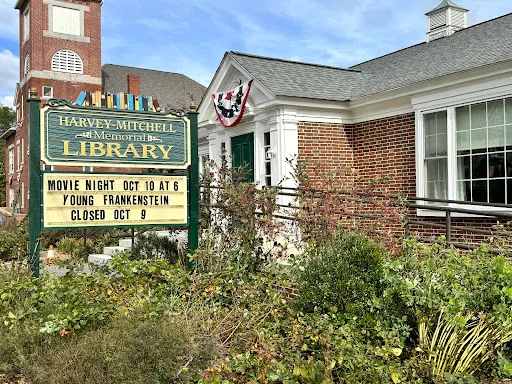 HARVEY-MITCHELL
Memorial
LIBRARY
MOVIE NIGHT OCT 10 AT 6
YOUNG FRANKENSTEIN
CLOSED OCT 9